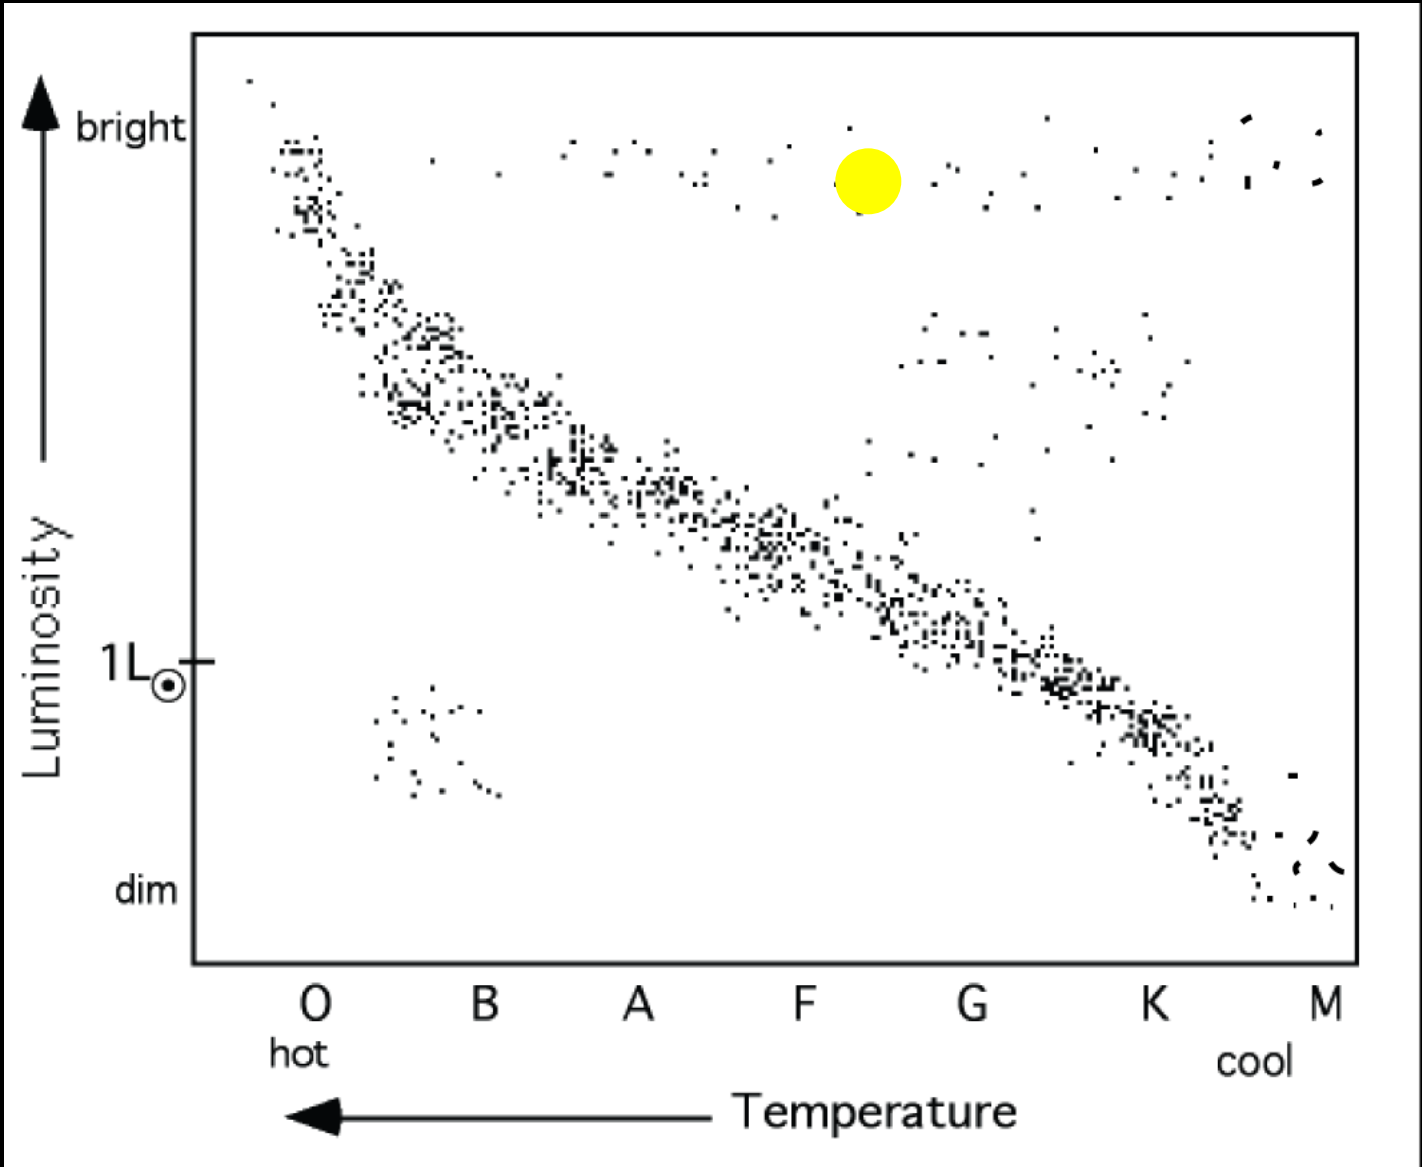 bright
Luminosity
1L☉
dim
O B A F G K M
hot cool
Temperature